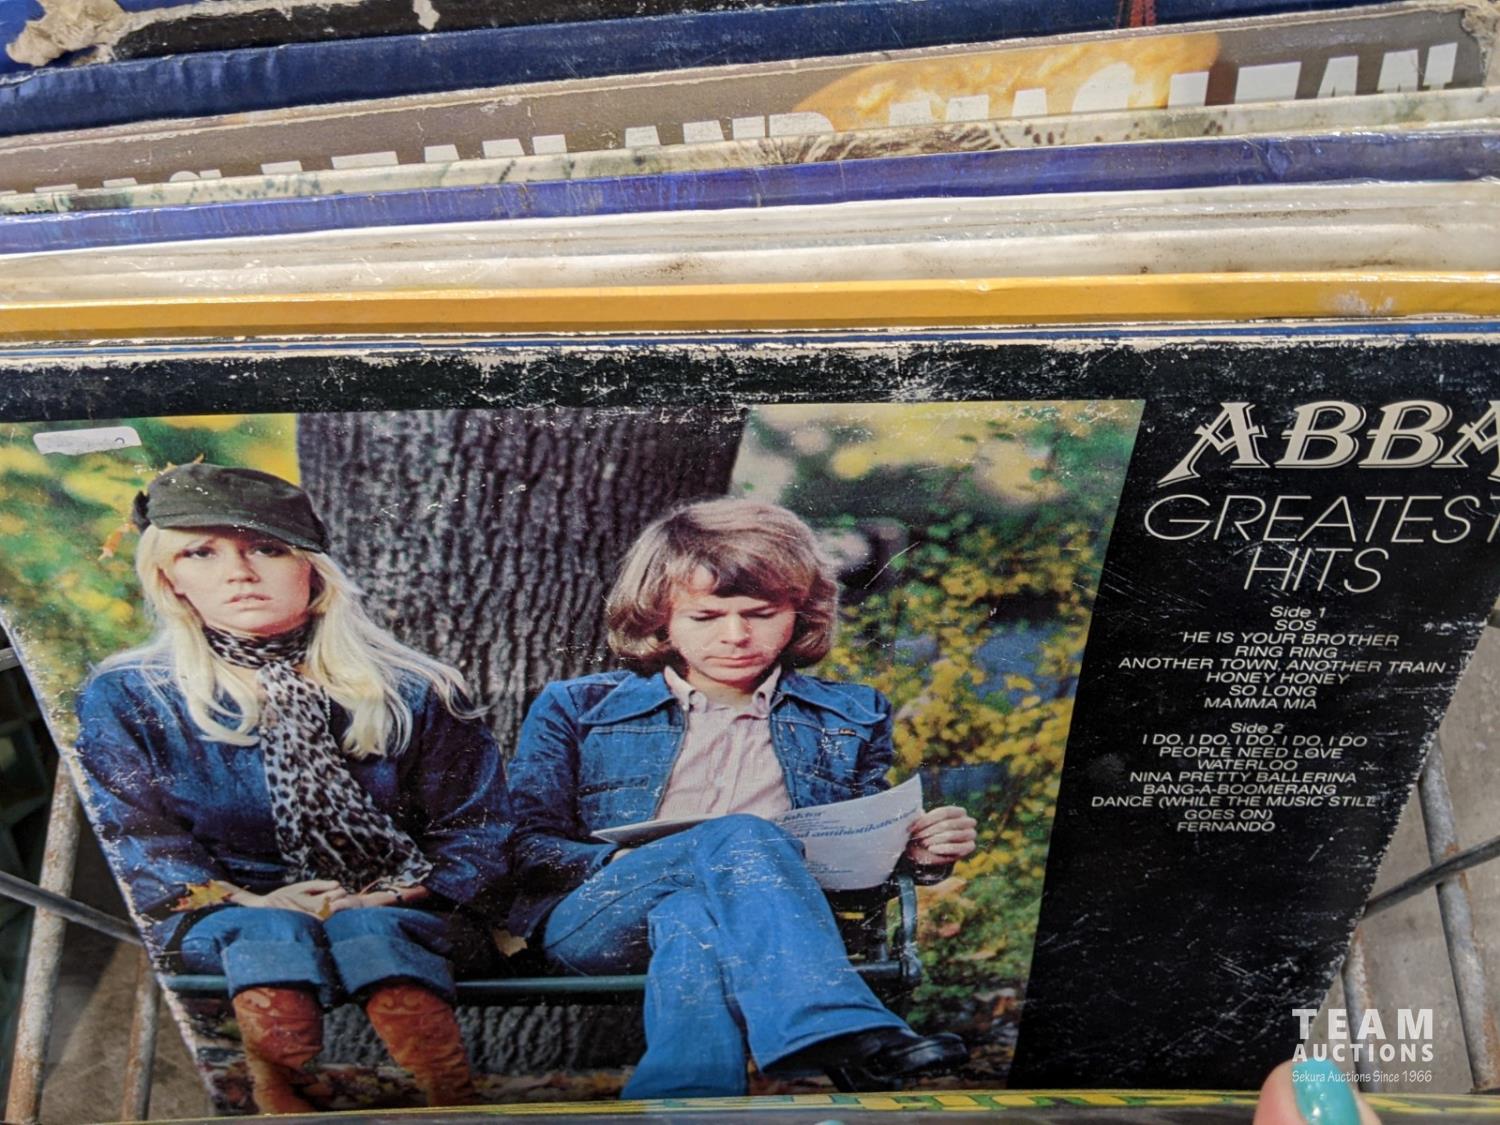 AND MACLEAN
ABBA
GREATEST
HITS
Side 1
SOS
HE IS YOUR BROTHER
RING RING
ANOTHER TOWN, ANOTHER TRAIN
HONEY HONEY
SO LONG
MAMMA MIA
Side 2
I DO, I DO, I DO, I DO, I DO
PEOPLE NEED LOVE
WATERLOO
NINA PRETTY BALLERINA
BANG-A-BOOMERANG
DANCE (WHILE THE MUSIC STILL
GOES ON)
FERNANDO
TEAM
AUCTIONS
Sekura Auctions Since 1966